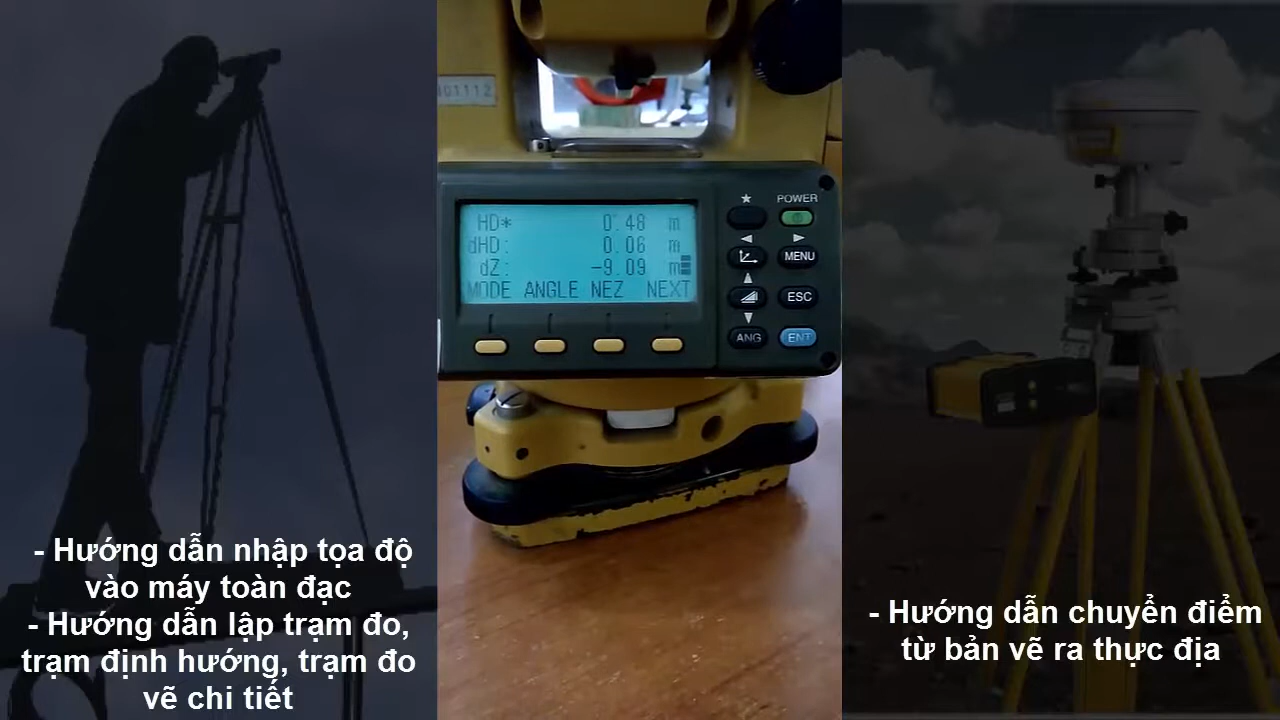 - Hướng dẫn nhập tọa độ
vào máy toàn đạc
- Hướng dẫn lập trạm đo,
trạm định hướng, trạm đo
vẽ chi tiết
HD* 0.48 m
dHD: 0.06 m
dZ: -9.09 m
MODE ANGLE NEZ NEXT
POWER
MENU
ESC
ANG ENT
- Hướng dẫn chuyển điểm
từ bản vẽ ra thực địa